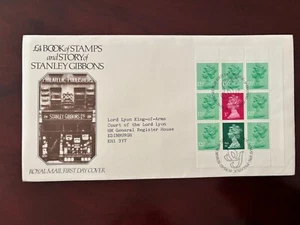 £4 BOOK of STAMPS
and STORY of
STANLEY GIBBONS
STANLEY GIBBONS Ltd
Lord Lyon King-of-Arms
Court of the Lord Lyon
HM General Register House
EDINBURGH
EH1 3YT
ROYAL MAIL FIRST DAY COVER